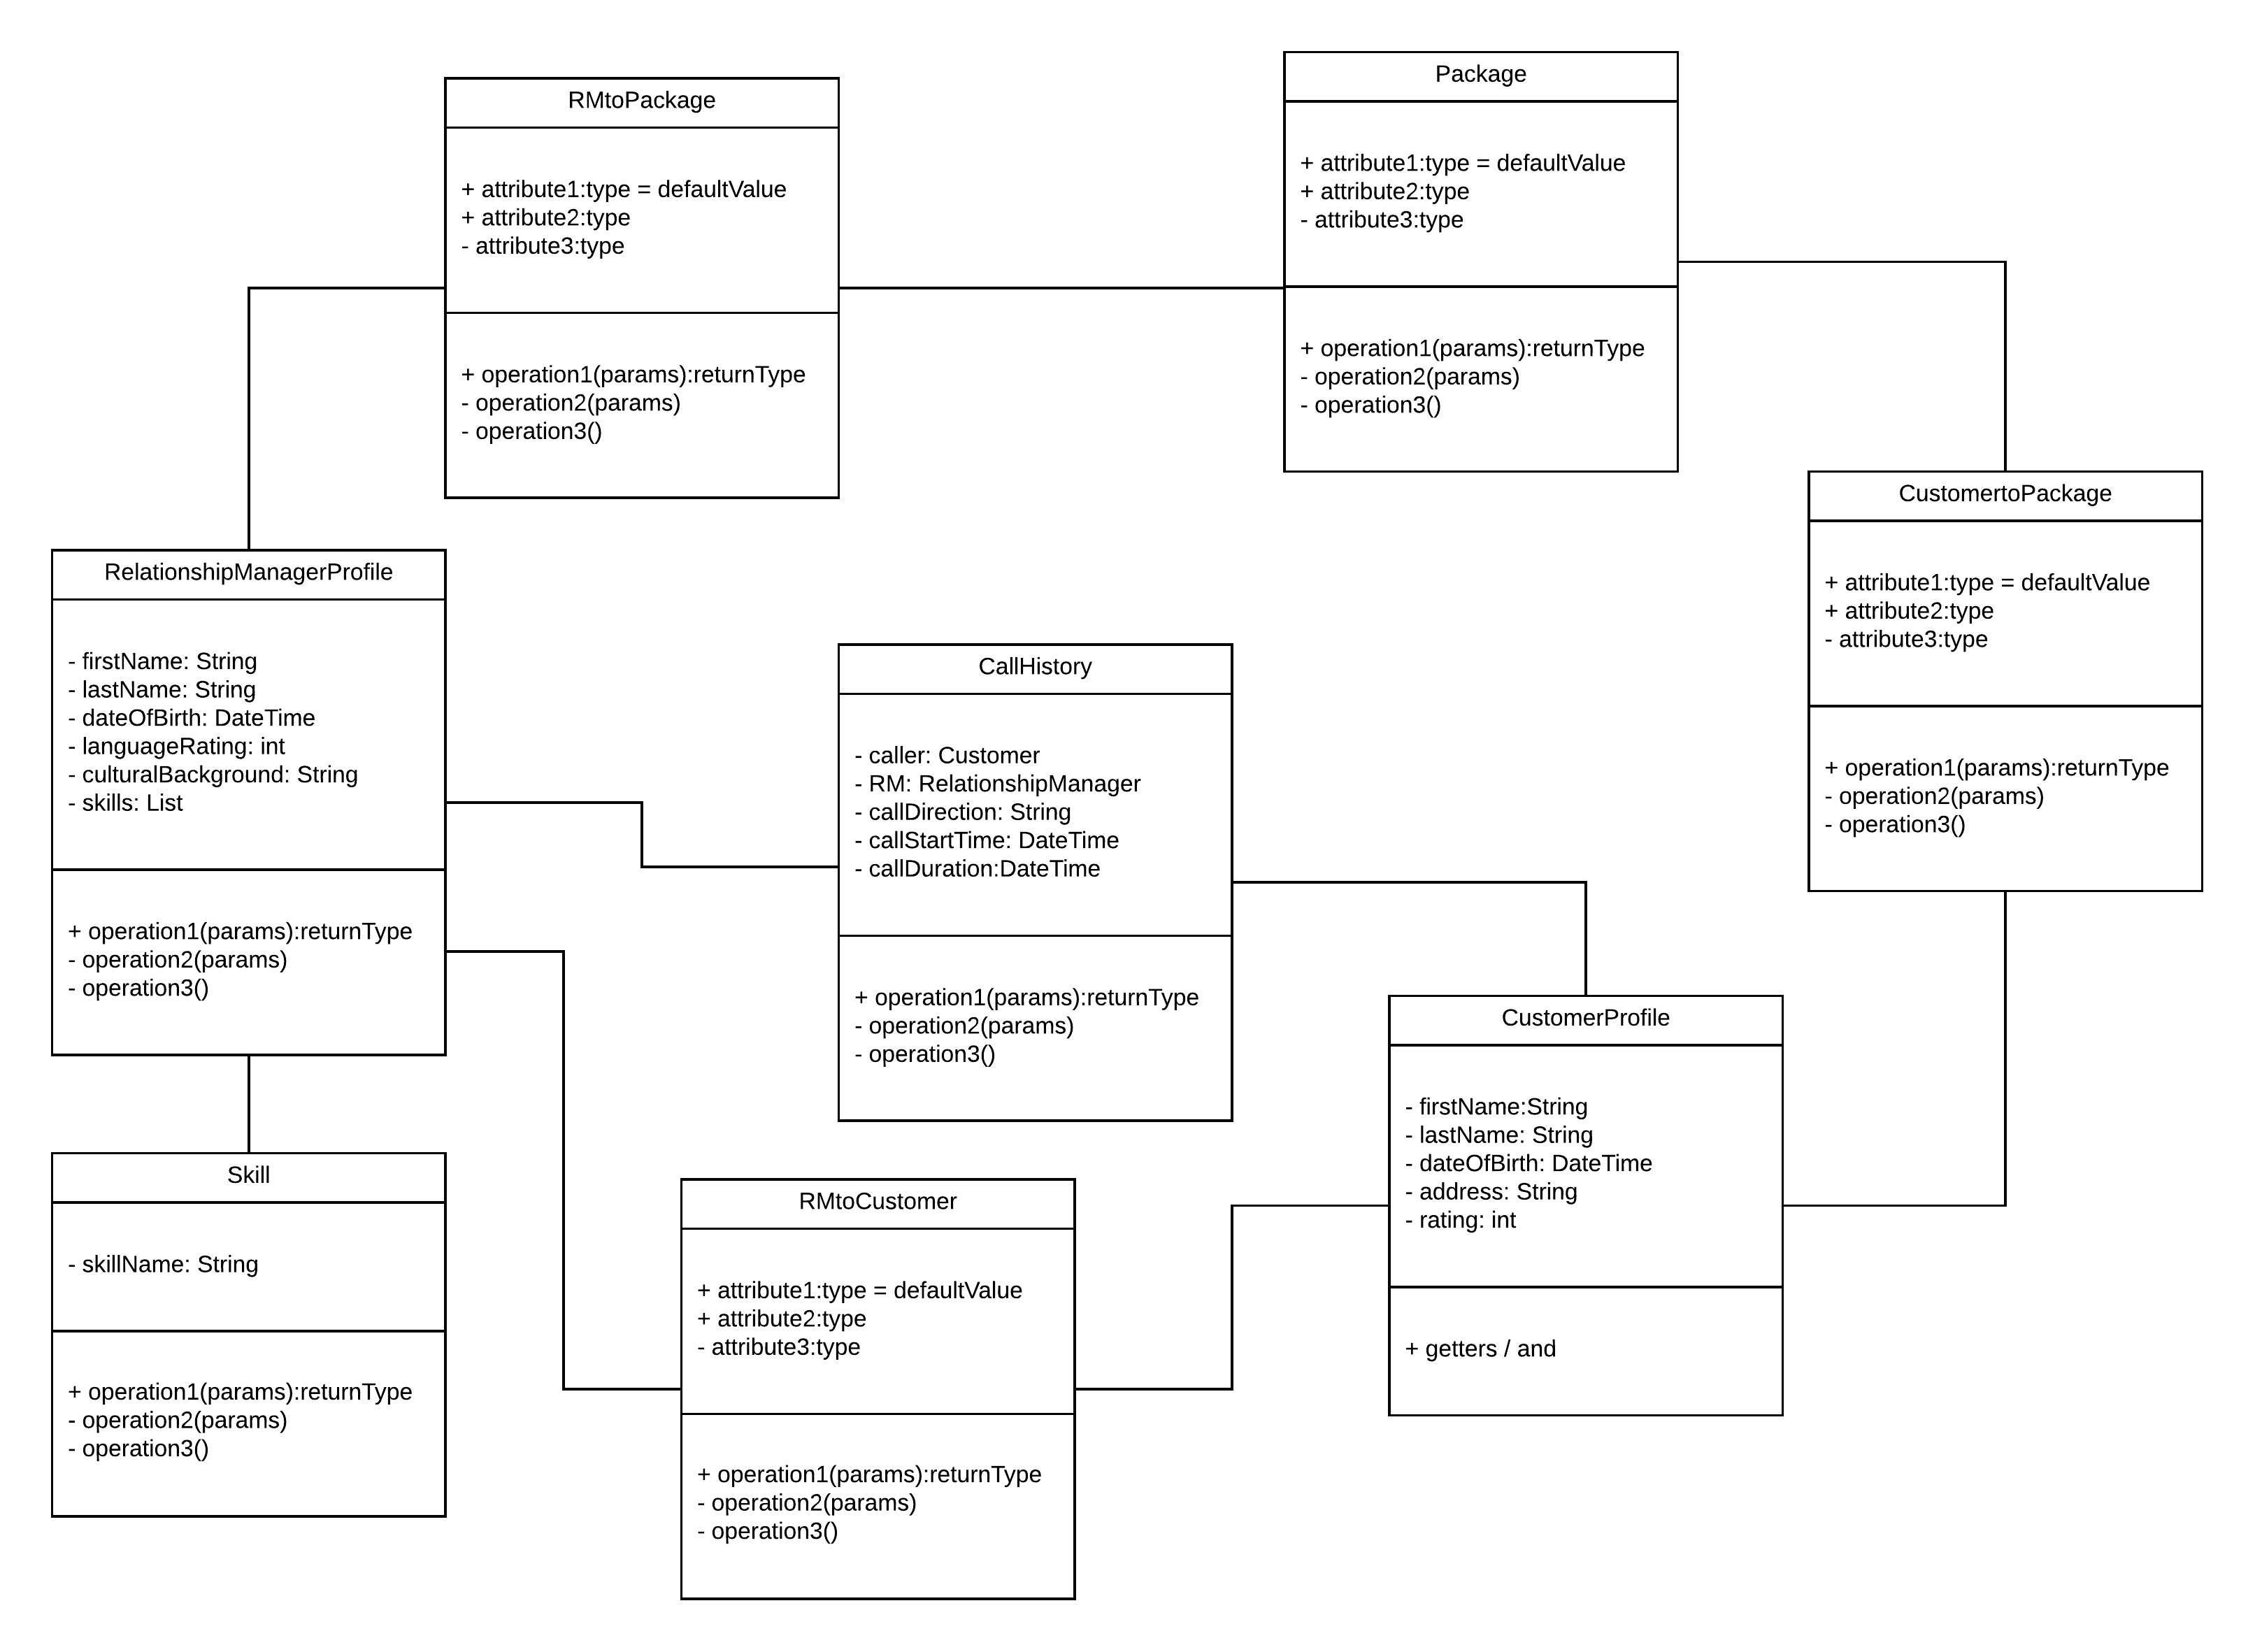 RMtoPackage
+ attribute1:type = defaultValue
+ attribute2:type
- attribute3:type
+ operation1(params):returnType
- operation2(params)
- operation3()
Package
+ attribute1:type = defaultValue
+ attribute2:type
- attribute3:type
+ operation1(params):returnType
- operation2(params)
- operation3()
CustomertoPackage
+ attribute1:type = defaultValue
+ attribute2:type
- attribute3:type
+ operation1(params):returnType
- operation2(params)
- operation3()
RelationshipManagerProfile
- firstName: String
- lastName: String
- dateOfBirth: DateTime
- languageRating: int
- culturalBackground: String
- skills: List
+ operation1(params):returnType
- operation2(params)
- operation3()
CallHistory
- caller: Customer
- RM: RelationshipManager
- callDirection: String
- callStartTime: DateTime
- callDuration:DateTime
+ operation1(params):returnType
- operation2(params)
- operation3()
CustomerProfile
- firstName:String
- lastName: String
- dateOfBirth: DateTime
- address: String
- rating: int
+ getters / and
Skill
- skillName: String
+ operation1(params):returnType
- operation2(params)
- operation3()
RMtoCustomer
+ attribute1:type = defaultValue
+ attribute2:type
- attribute3:type
+ operation1(params):returnType
- operation2(params)
- operation3()